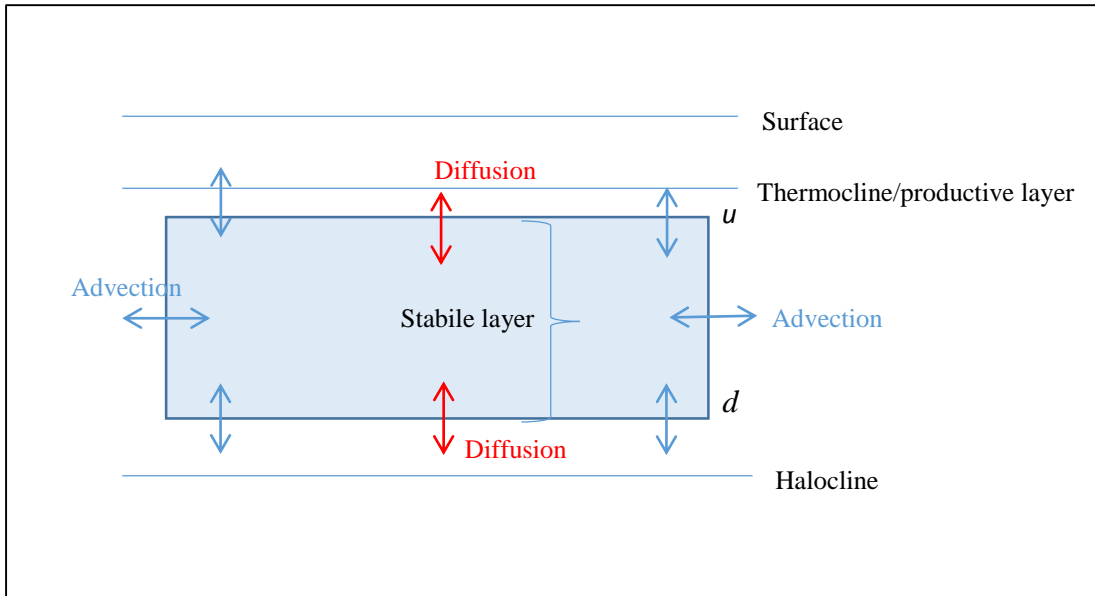 Surface
Diffusion
Thermocline/productive layer
u
Advection
Stabile layer
Advection
d
Diffusion
Halocline